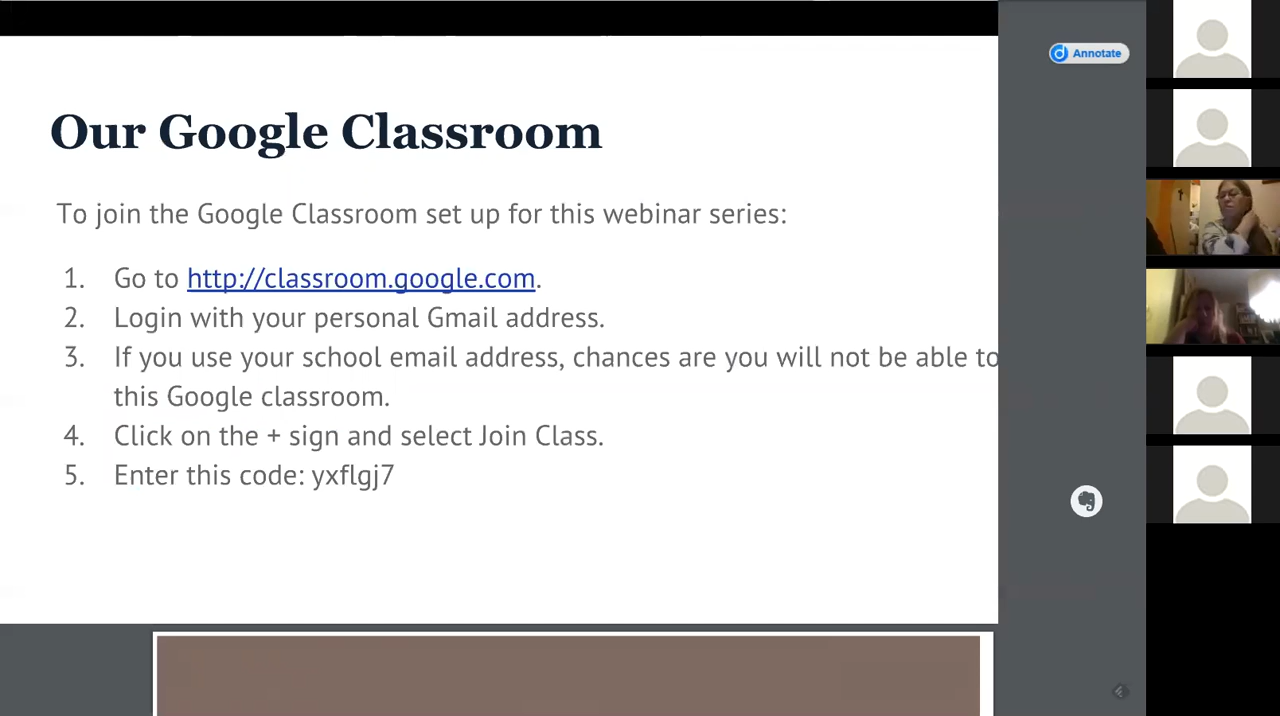 Annotate
Our Google Classroom
To join the Google Classroom set up for this webinar series:
1. Go to http://classroom.google.com.
2. Login with your personal Gmail address.
3. If you use your school email address, chances are you will not be able to
this Google classroom.
4. Click on the + sign and select Join Class.
5. Enter this code: yxflgj7